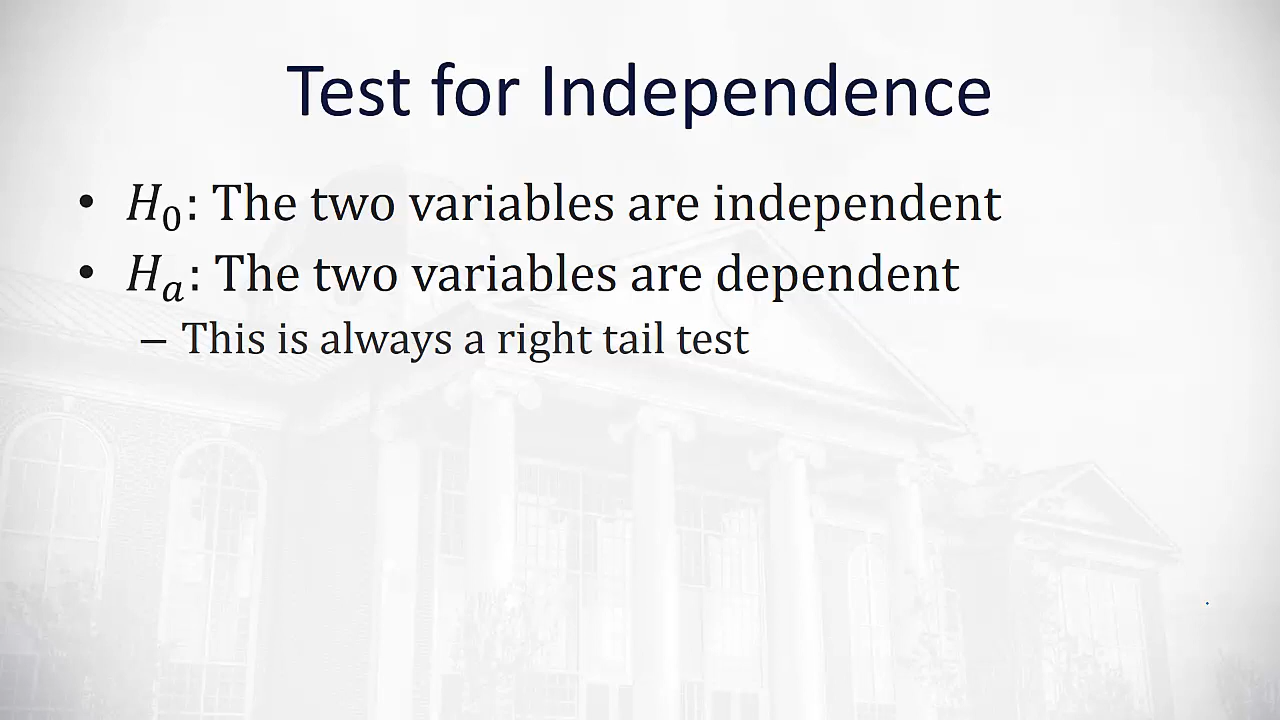 Test for Independence
• H₀: The two variables are independent
• Hₐ: The two variables are dependent
– This is always a right tail test